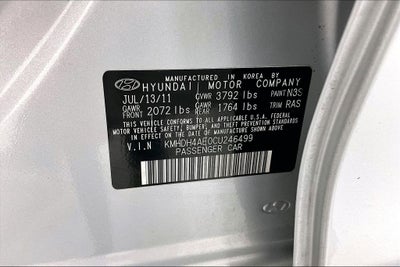 MANUFACTURED IN KOREA BY
HYUNDAI MOTOR COMPANY
JUL/13/11 GVWR 3792 lbs PAINT N3S
GAWR FRONT 2072 lbs GAWR REAR 1764 lbs TRIM RAS
THIS VEHICLE CONFORMS TO ALL APPLICABLE U.S. FEDERAL
MOTOR VEHICLE SAFETY, BUMPER, AND THEFT PREVENTION
STANDARDS IN EFFECT ON THE DATE OF MANUFACTURE
SHOWN ABOVE.
V.I.N KMHDH4AE0CU246499
PASSENGER CAR